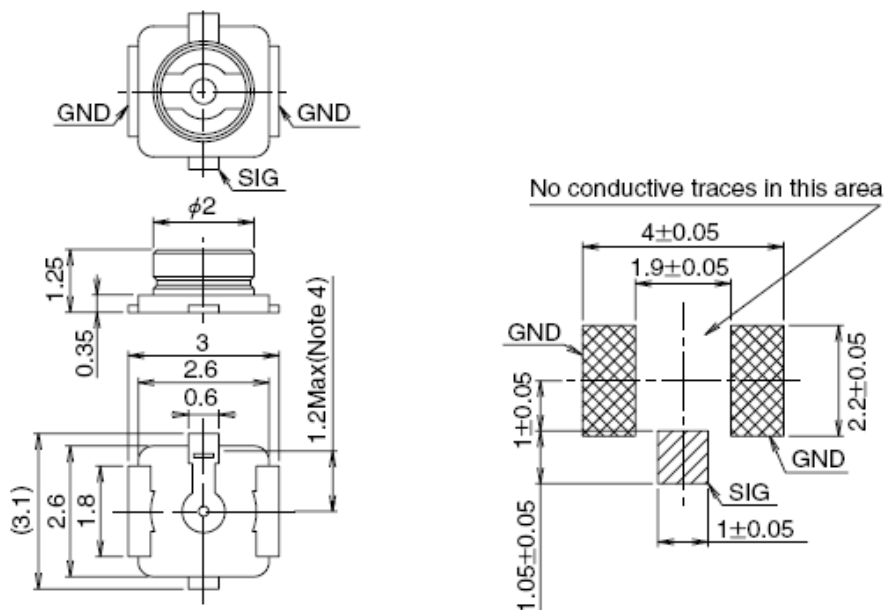 GND
GND
SIG
ϕ2
1.25
0.35
3
2.6
0.6
1.2Max(Note 4)
(3.1)
2.6
1.8
No conductive traces in this area
4±0.05
1.9±0.05
GND
2.2±0.05
1±0.05
GND
SIG
1±0.05
1.05±0.05